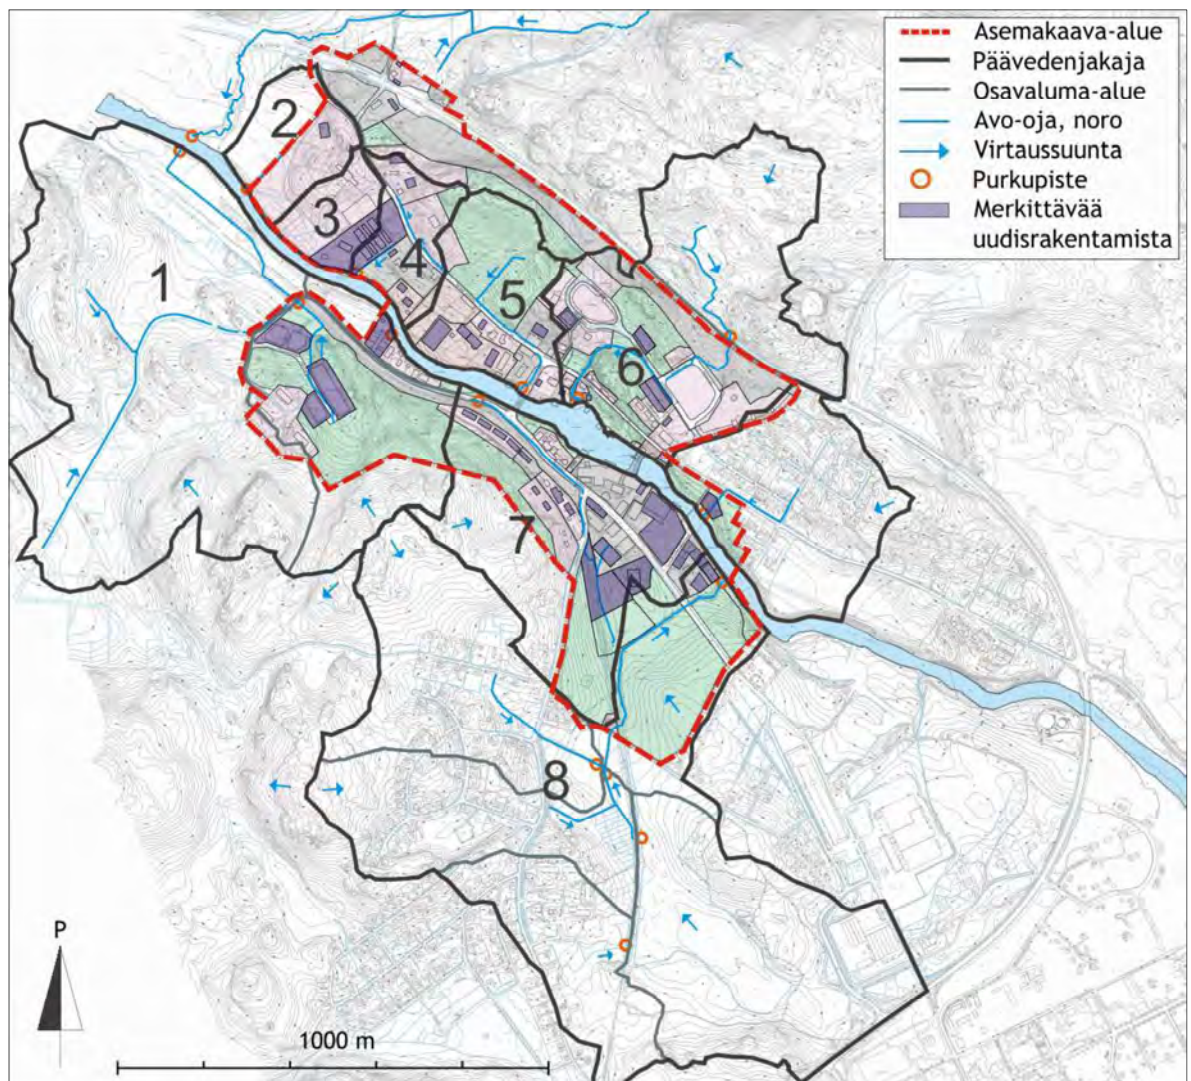 Asemakaava-alue
Päävedenjakaja
Osavaluma-alue
Avo-oja, noro
Virtaussuunta
Purkupiste
Merkittävää
uudisrakentamista
2
3
1
4
5
6
7
8
P
1000 m